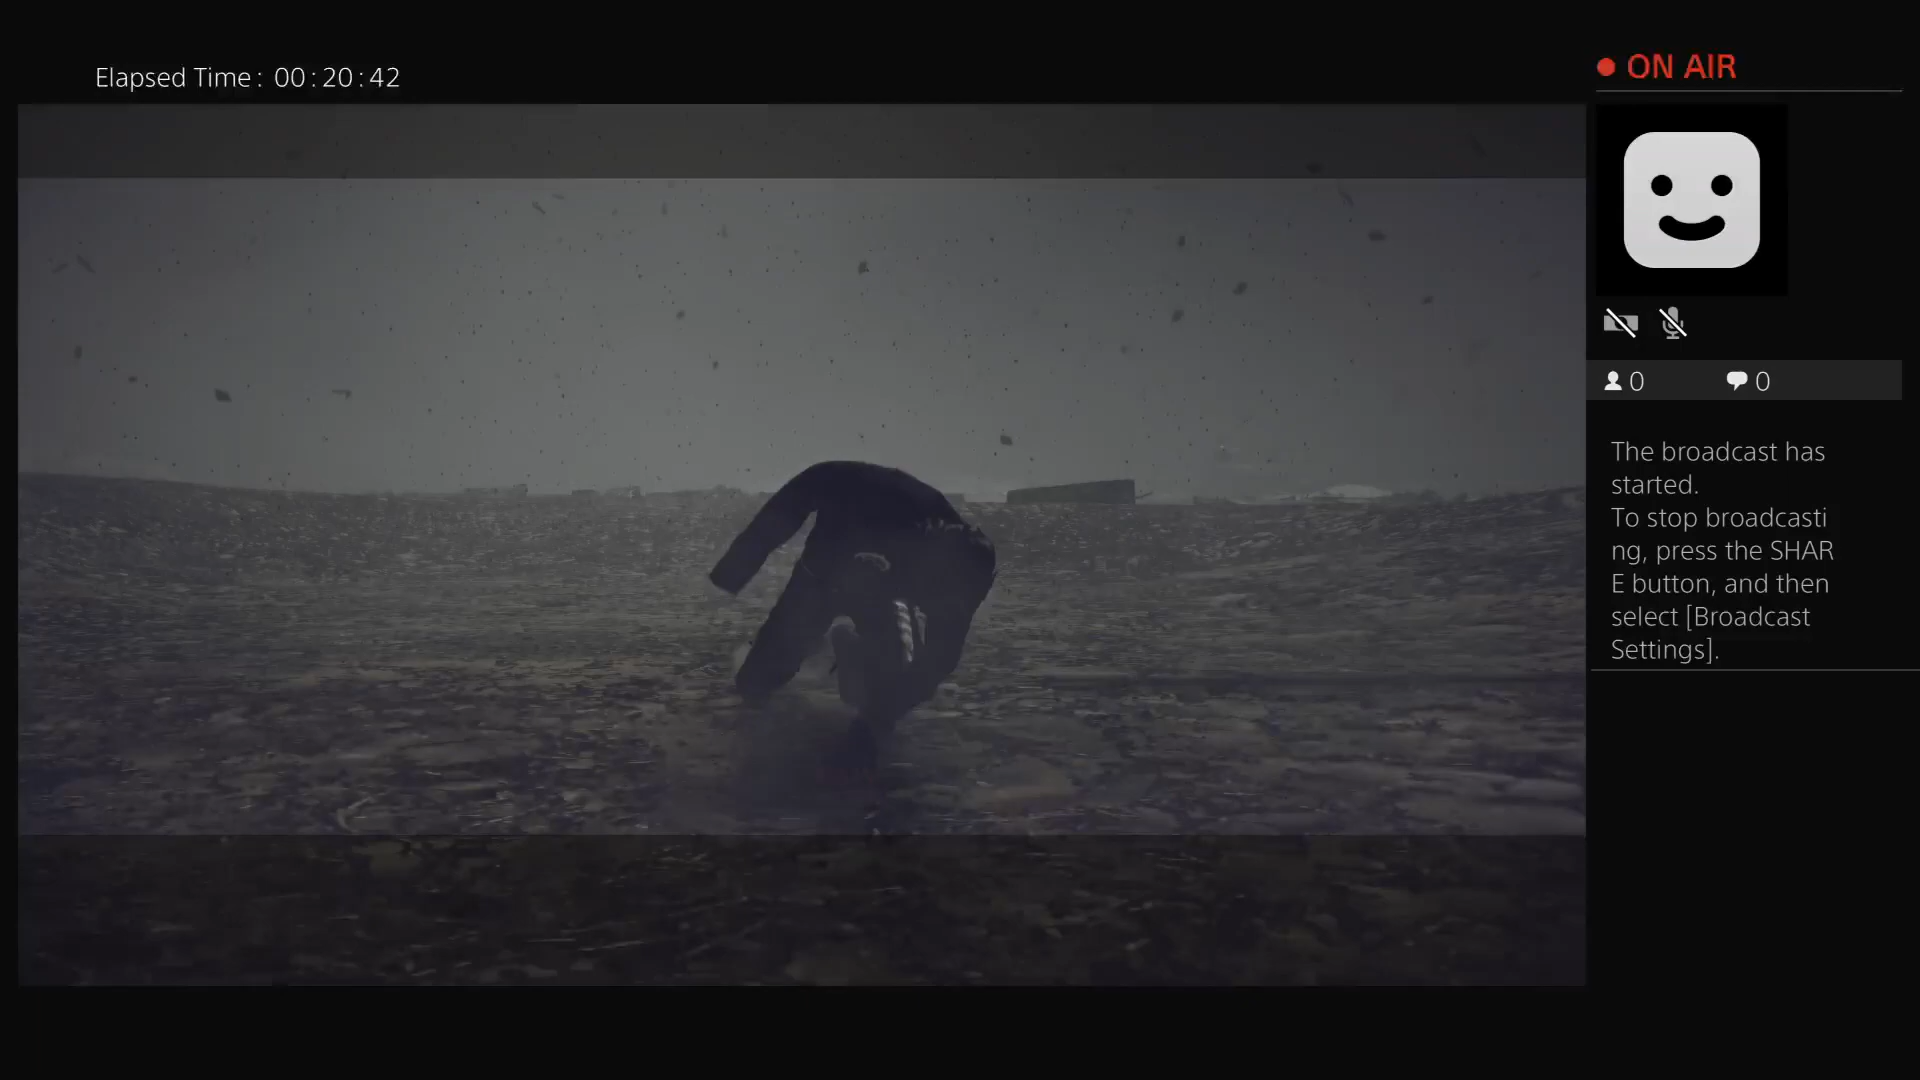 Elapsed Time: 00:20:42
ON AIR
0
0
The broadcast has
started.
To stop broadcasti
ng, press the SHAR
E button, and then
select [Broadcast
Settings].